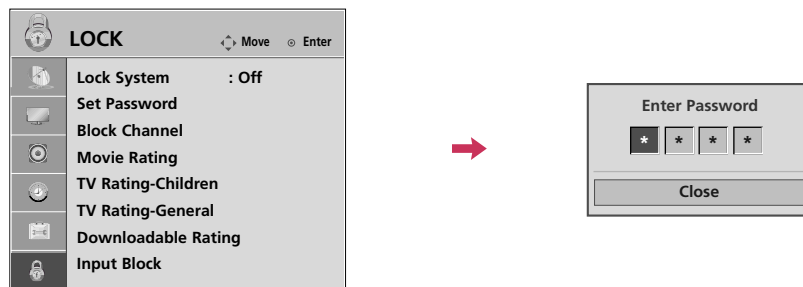 LOCK
Move Enter
Lock System : Off
Set Password
Block Channel
Movie Rating
TV Rating-Children
TV Rating-General
Downloadable Rating
Input Block
Enter Password
* * * *
Close